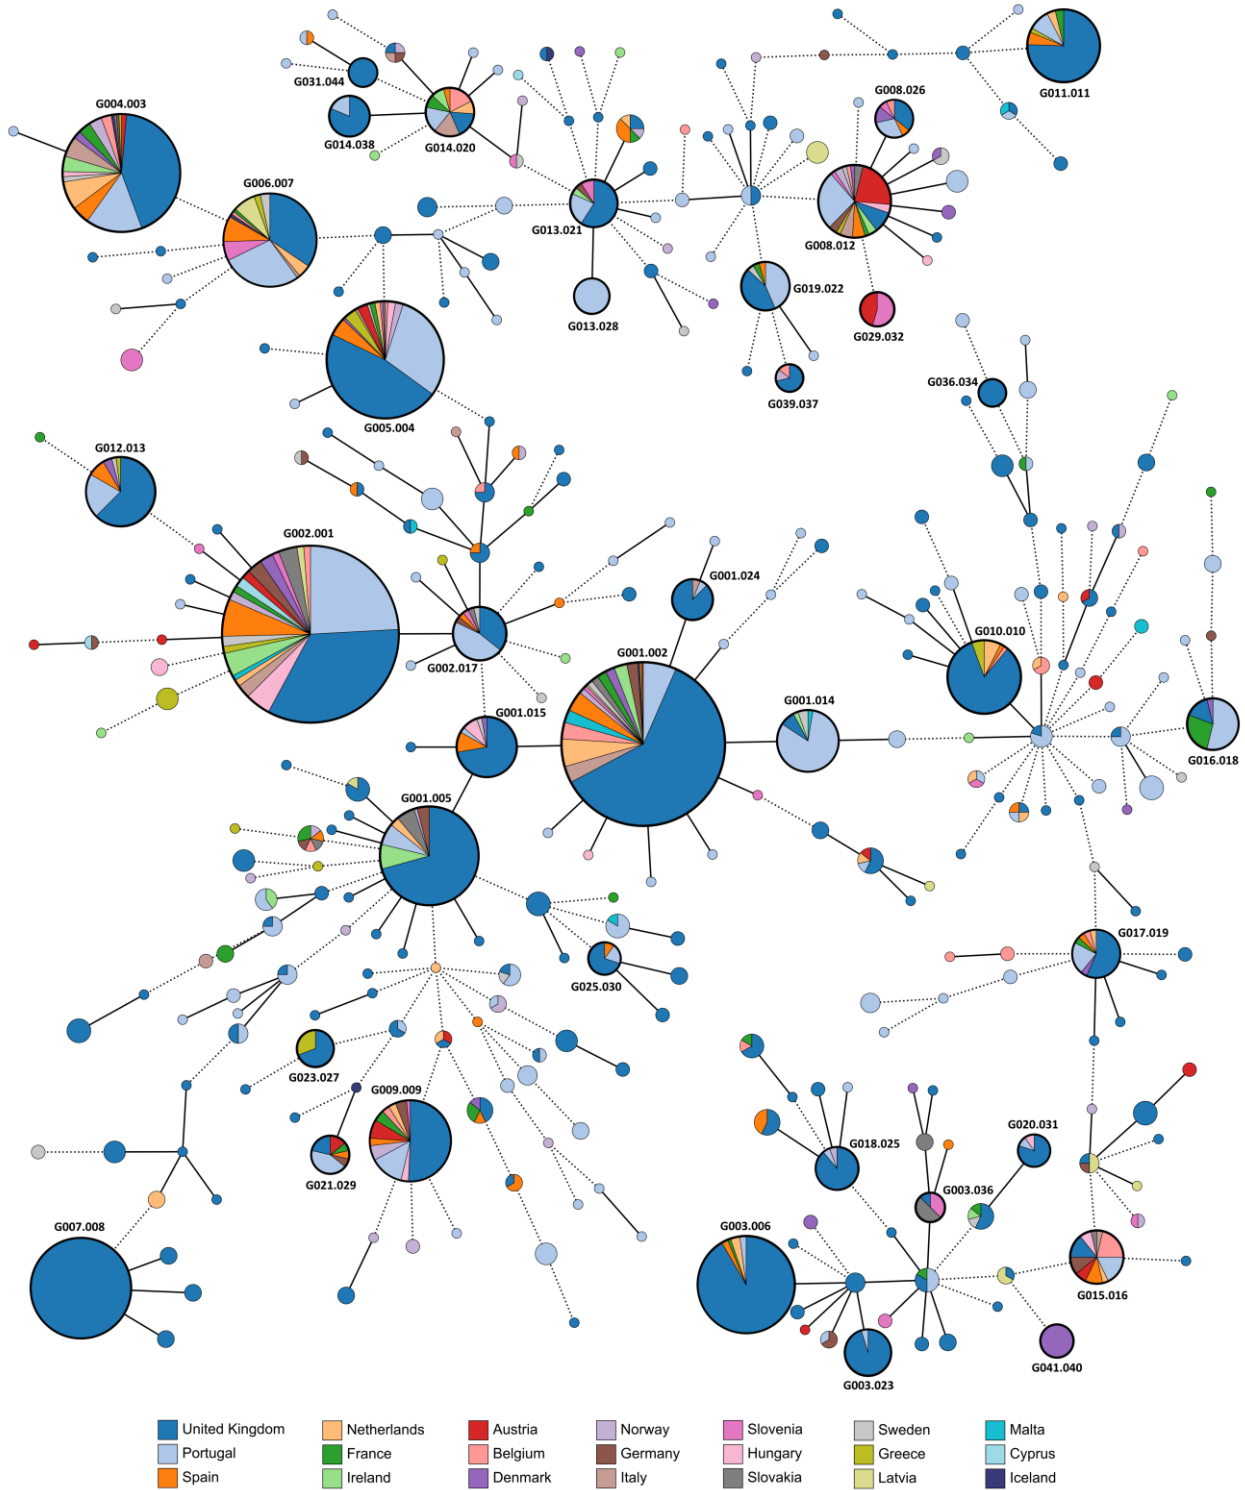 G004.003
G031.044
G014.038
G014.020
G008.026
G011.011
G006.007
G013.021
G008.012
G013.028
G019.022
G029.032
G039.037
G036.034
G005.004
G012.013
G002.001
G001.024
G002.017
G001.002
G010.010
G001.014
G001.015
G016.018
G001.005
G017.019
G025.030
G023.027
G009.009
G021.029
G018.025
G020.031
G003.036
G007.008
G003.006
G015.016
G041.040
G003.023
United Kingdom Netherlands Austria Norway Slovenia Sweden Malta
Portugal France Belgium Germany Hungary Greece Cyprus
Spain Ireland Denmark Italy Slovakia Latvia Iceland